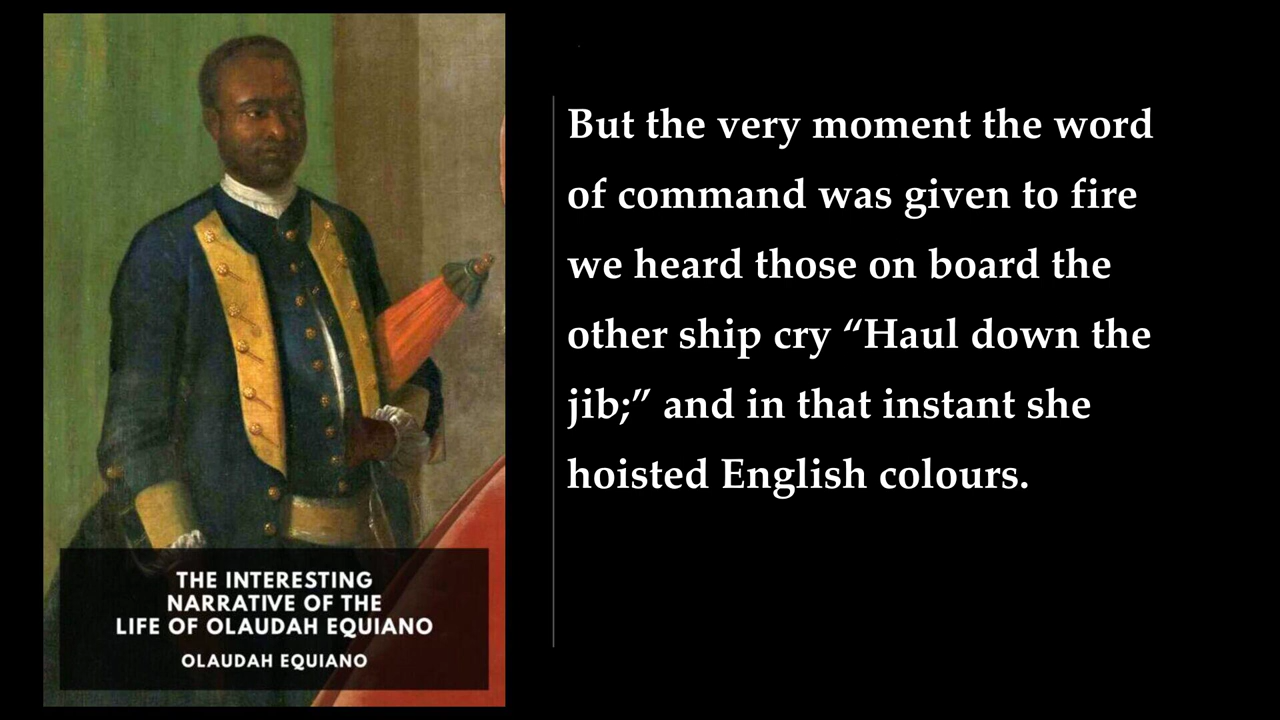 But the very moment the word
of command was given to fire
we heard those on board the
other ship cry “Haul down the
jib;” and in that instant she
hoisted English colours.
THE INTERESTING
NARRATIVE OF THE
LIFE OF OLAUDAH EQUIANO
OLAUDAH EQUIANO